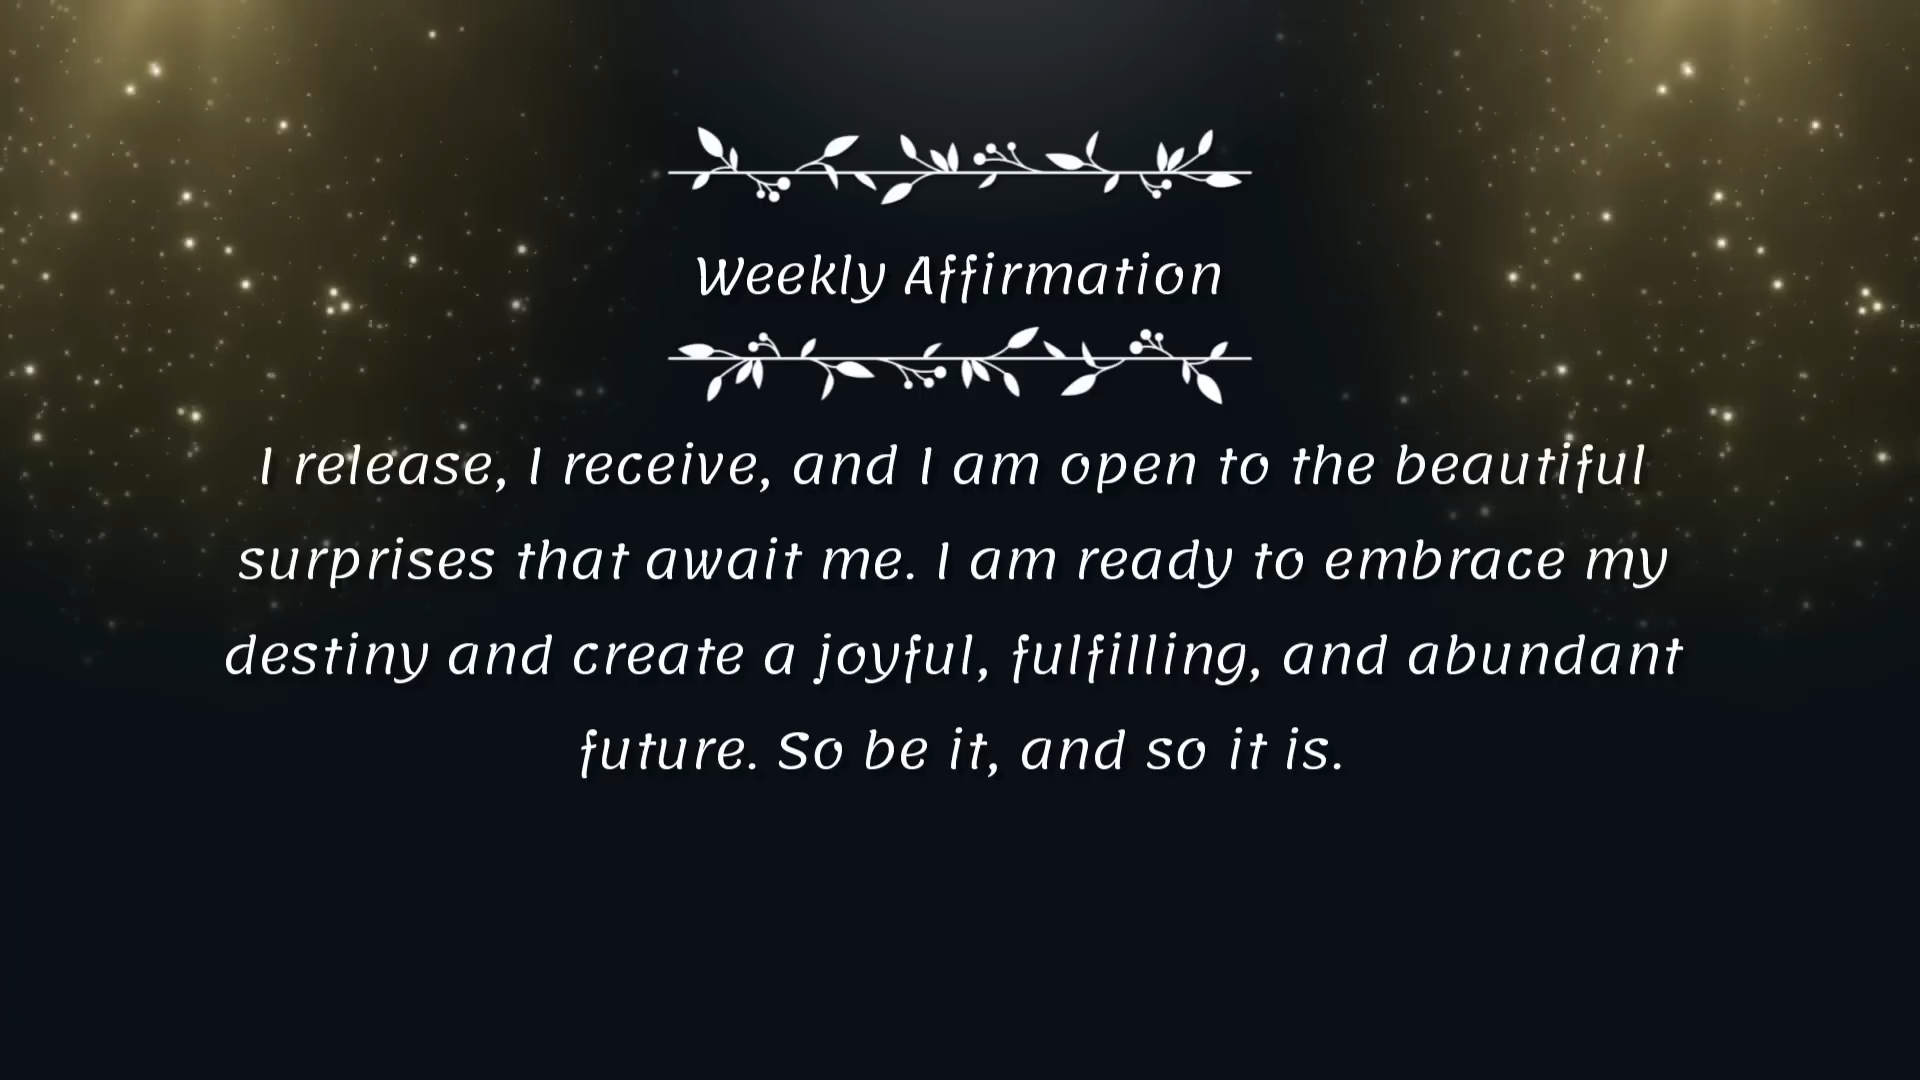 Weekly Affirmation
I release, I receive, and I am open to the beautiful
surprises that await me. I am ready to embrace my
destiny and create a joyful, fulfilling, and abundant
future. So be it, and so it is.